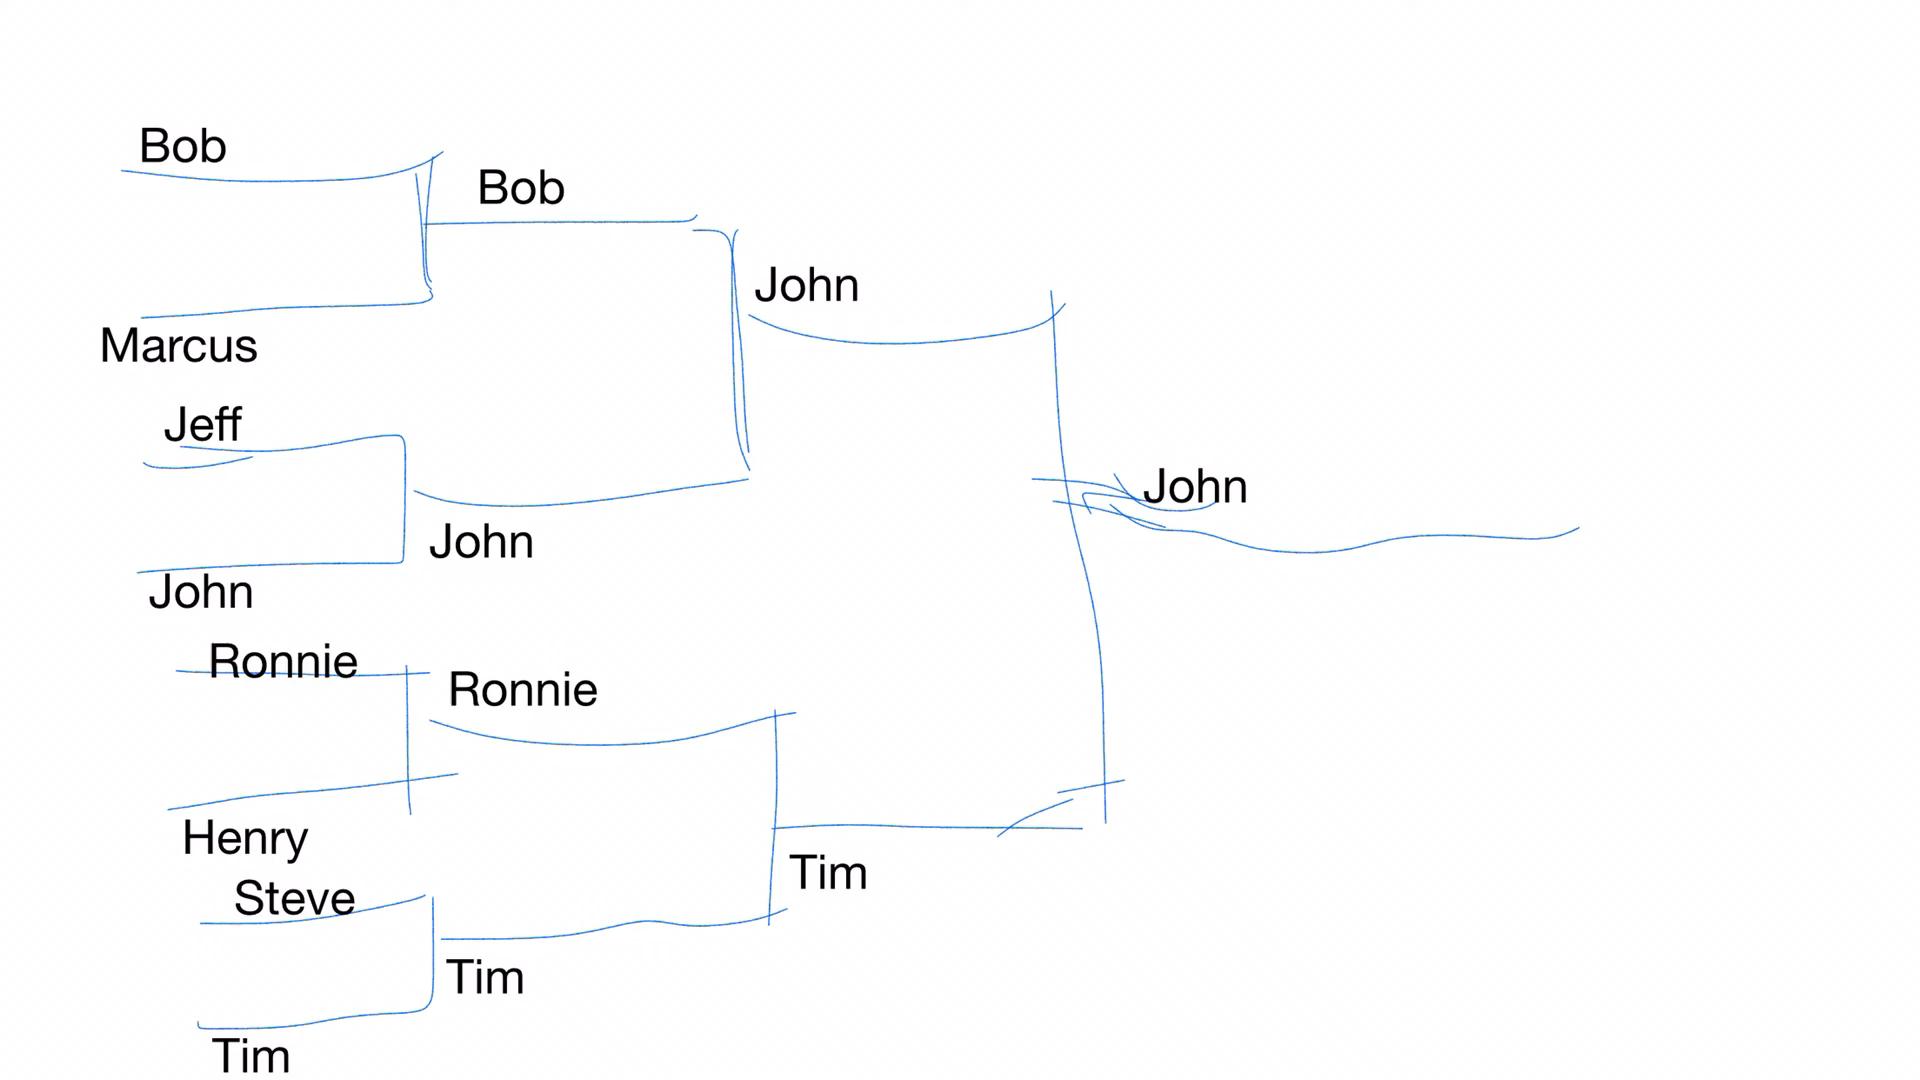 Bob
Bob
Marcus
John
Jeff
John
John
John
Ronnie
Ronnie
Henry
Tim
Steve
Tim
Tim